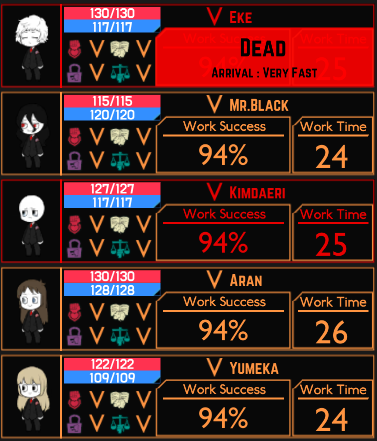 130/130
117/117
V Eke
Dead
Arrival : Very Fast
25
115/115
120/120
V Mr.Black
Work Success
Work Time
94%
24
V V
V V
127/127
117/117
V Kimdaeri
Work Success
Work Time
94%
25
V V
V V
130/130
128/128
V Aran
Work Success
Work Time
94%
26
V V
V V
122/122
109/109
V Yumeka
Work Success
Work Time
94%
24
V V
V V